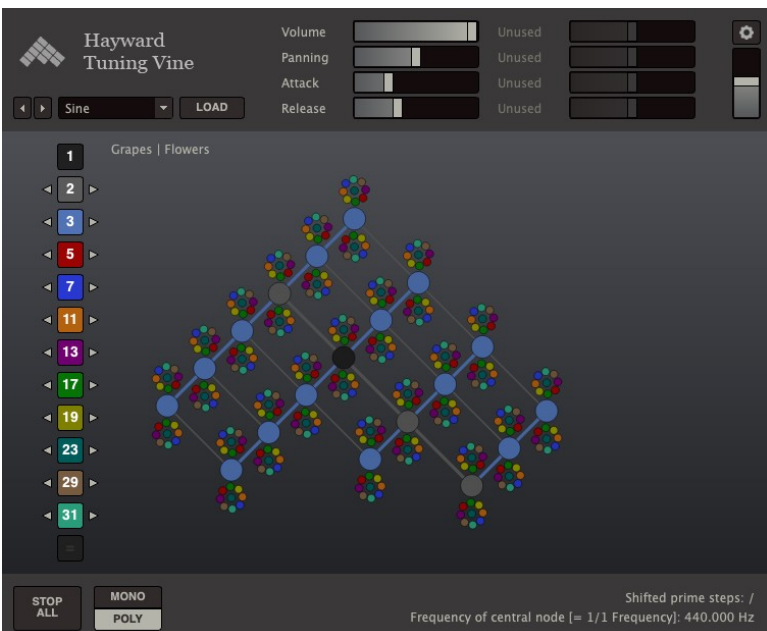 Hayward
Tuning Vine
Volume
Unused
Panning
Unused
Attack
Unused
Release
Unused
Sine
LOAD
Grapes | Flowers
1
2
3
5
7
11
13
17
19
23
29
31
=
STOP
ALL
MONO
POLY
Shifted prime steps: /
Frequency of central node [= 1/1 Frequency]: 440.000 Hz